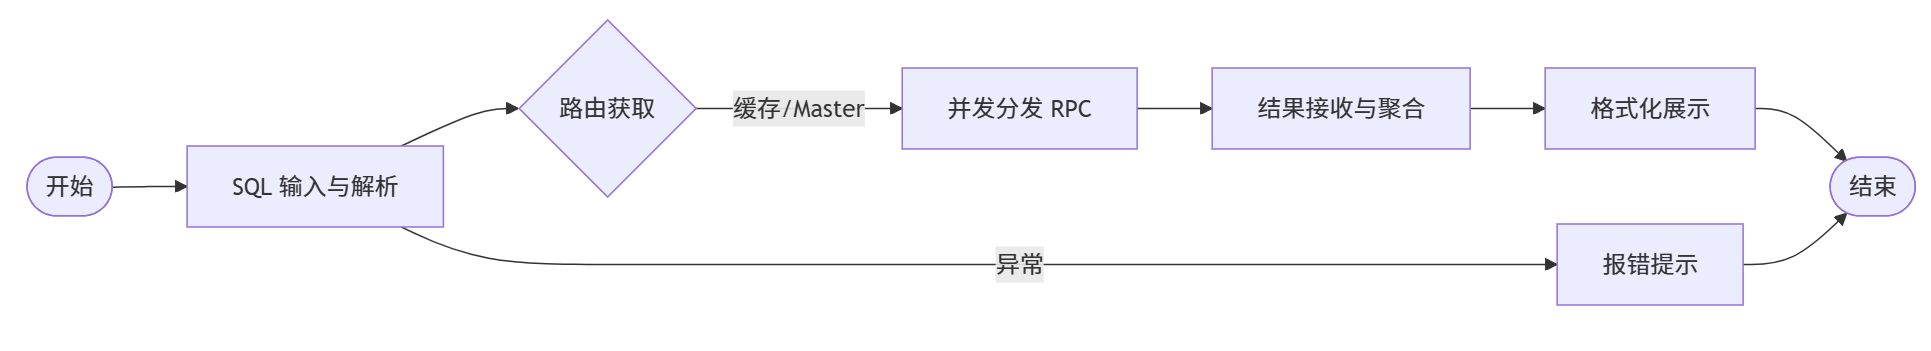 开始
SQL 输入与解析
路由获取
缓存/Master
并发分发 RPC
结果接收与聚合
格式化展示
异常
报错提示
结束